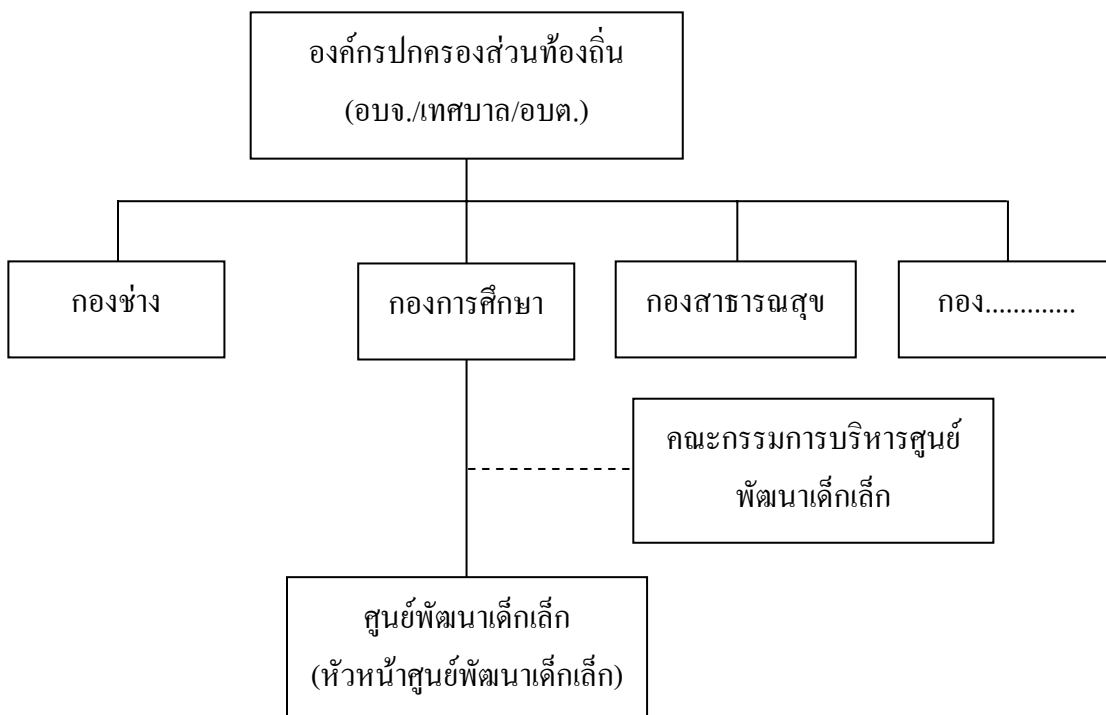 องค์กรปกครองส่วนท้องถิ่น
(อบจ./เทศบาล/อบต.)
กองช่าง
กองการศึกษา
กองสาธารณสุข
กอง.............
คณะกรรมการบริหารศูนย์
พัฒนาเด็กเล็ก
ศูนย์พัฒนาเด็กเล็ก
(หัวหน้าศูนย์พัฒนาเด็กเล็ก)